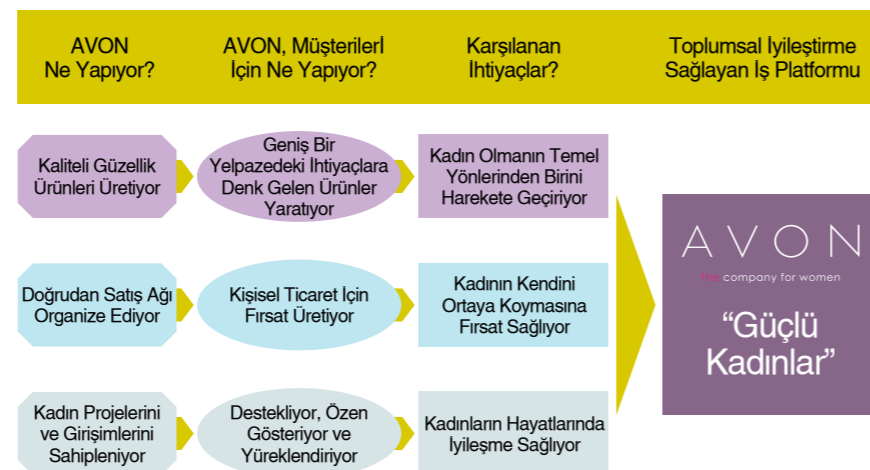 AVON
Ne Yapıyor?
AVON, Müşterilerİ
İçin Ne Yapıyor?
Karşılanan
İhtiyaçlar?
Toplumsal İyileştirme
Sağlayan İş Platformu
Kaliteli Güzellik
Ürünleri Üretiyor
Geniş Bir
Yelpazedeki İhtiyaçlara
Denk Gelen Ürünler
Yaratıyor
Kadın Olmanın Temel
Yönlerinden Birini
Harekete Geçiriyor
Doğrudan Satış Ağı
Organize Ediyor
Kişisel Ticaret İçin
Fırsat Üretiyor
Kadının Kendini
Ortaya Koymasına
Fırsat Sağlıyor
Kadın Projelerini
ve Girişimlerini
Sahipleniyor
Destekliyor, Özen
Gösteriyor ve
Yüreklendiriyor
Kadınların Hayatlarında
İyileşme Sağlıyor
AVON
the company for women
“Güçlü
Kadınlar”